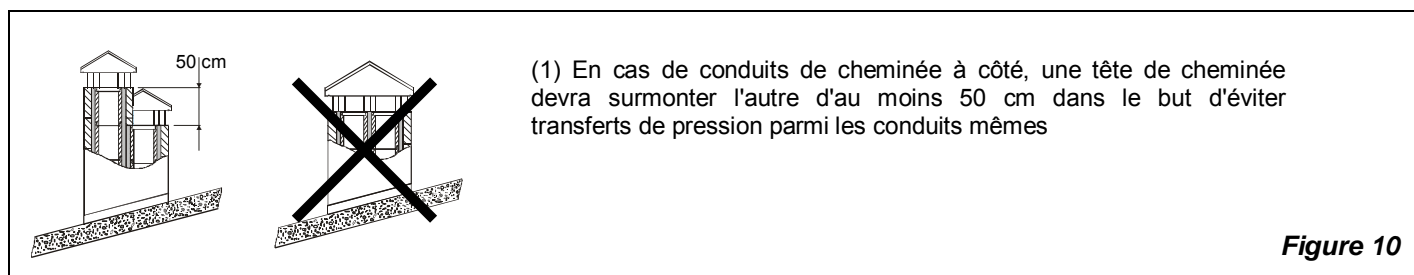 50 cm
(1) En cas de conduits de cheminée à côté, une tête de cheminée
devra surmonter l'autre d'au moins 50 cm dans le but d'éviter
transferts de pression parmi les conduits mêmes
Figure 10